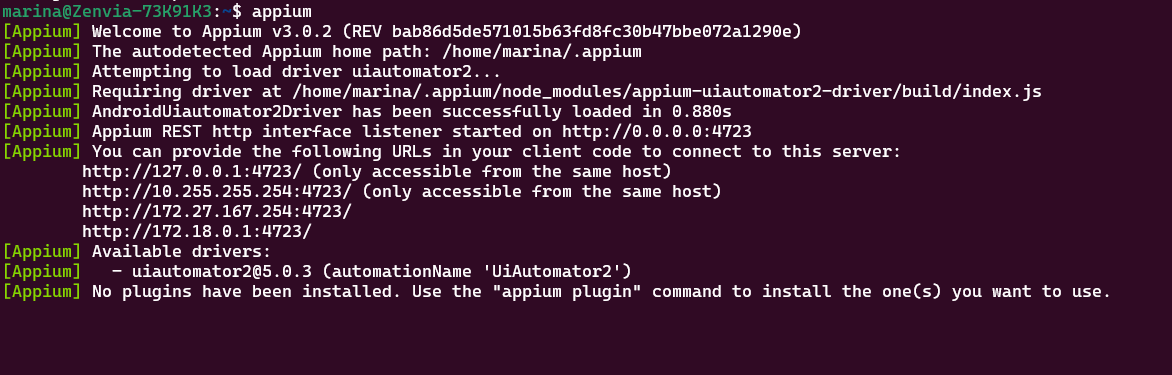 marina@Zenvia-73K91K3:~$ appium
[Appium] Welcome to Appium v3.0.2 (REV bab86d5de571015b63fd8fc30b47bbe072a1290e)
[Appium] The autodetected Appium home path: /home/marina/.appium
[Appium] Attempting to load driver uiautomator2...
[Appium] Requiring driver at /home/marina/.appium/node_modules/appium-uiautomator2-driver/build/index.js
[Appium] AndroidUiautomator2Driver has been successfully loaded in 0.880s
[Appium] Appium REST http interface listener started on http://0.0.0.0:4723
[Appium] You can provide the following URLs in your client code to connect to this server:
http://127.0.0.1:4723/ (only accessible from the same host)
http://10.255.255.254:4723/ (only accessible from the same host)
http://172.27.167.254:4723/
http://172.18.0.1:4723/
[Appium] Available drivers:
[Appium]   - uiautomator2@5.0.3 (automationName 'UiAutomator2')
[Appium] No plugins have been installed. Use the "appium plugin" command to install the one(s) you want to use.